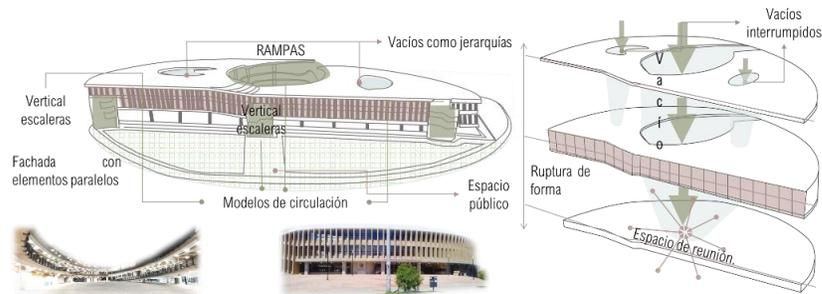 RAMPAS
Vacíos como jerarquías
Vertical
escaleras
Vertical
escaleras
Fachada con
elementos paralelos
Modelos de circulación
Espacio
público
Vacíos
interrumpidos
Vacío
Ruptura de
forma
Espacio de reunión